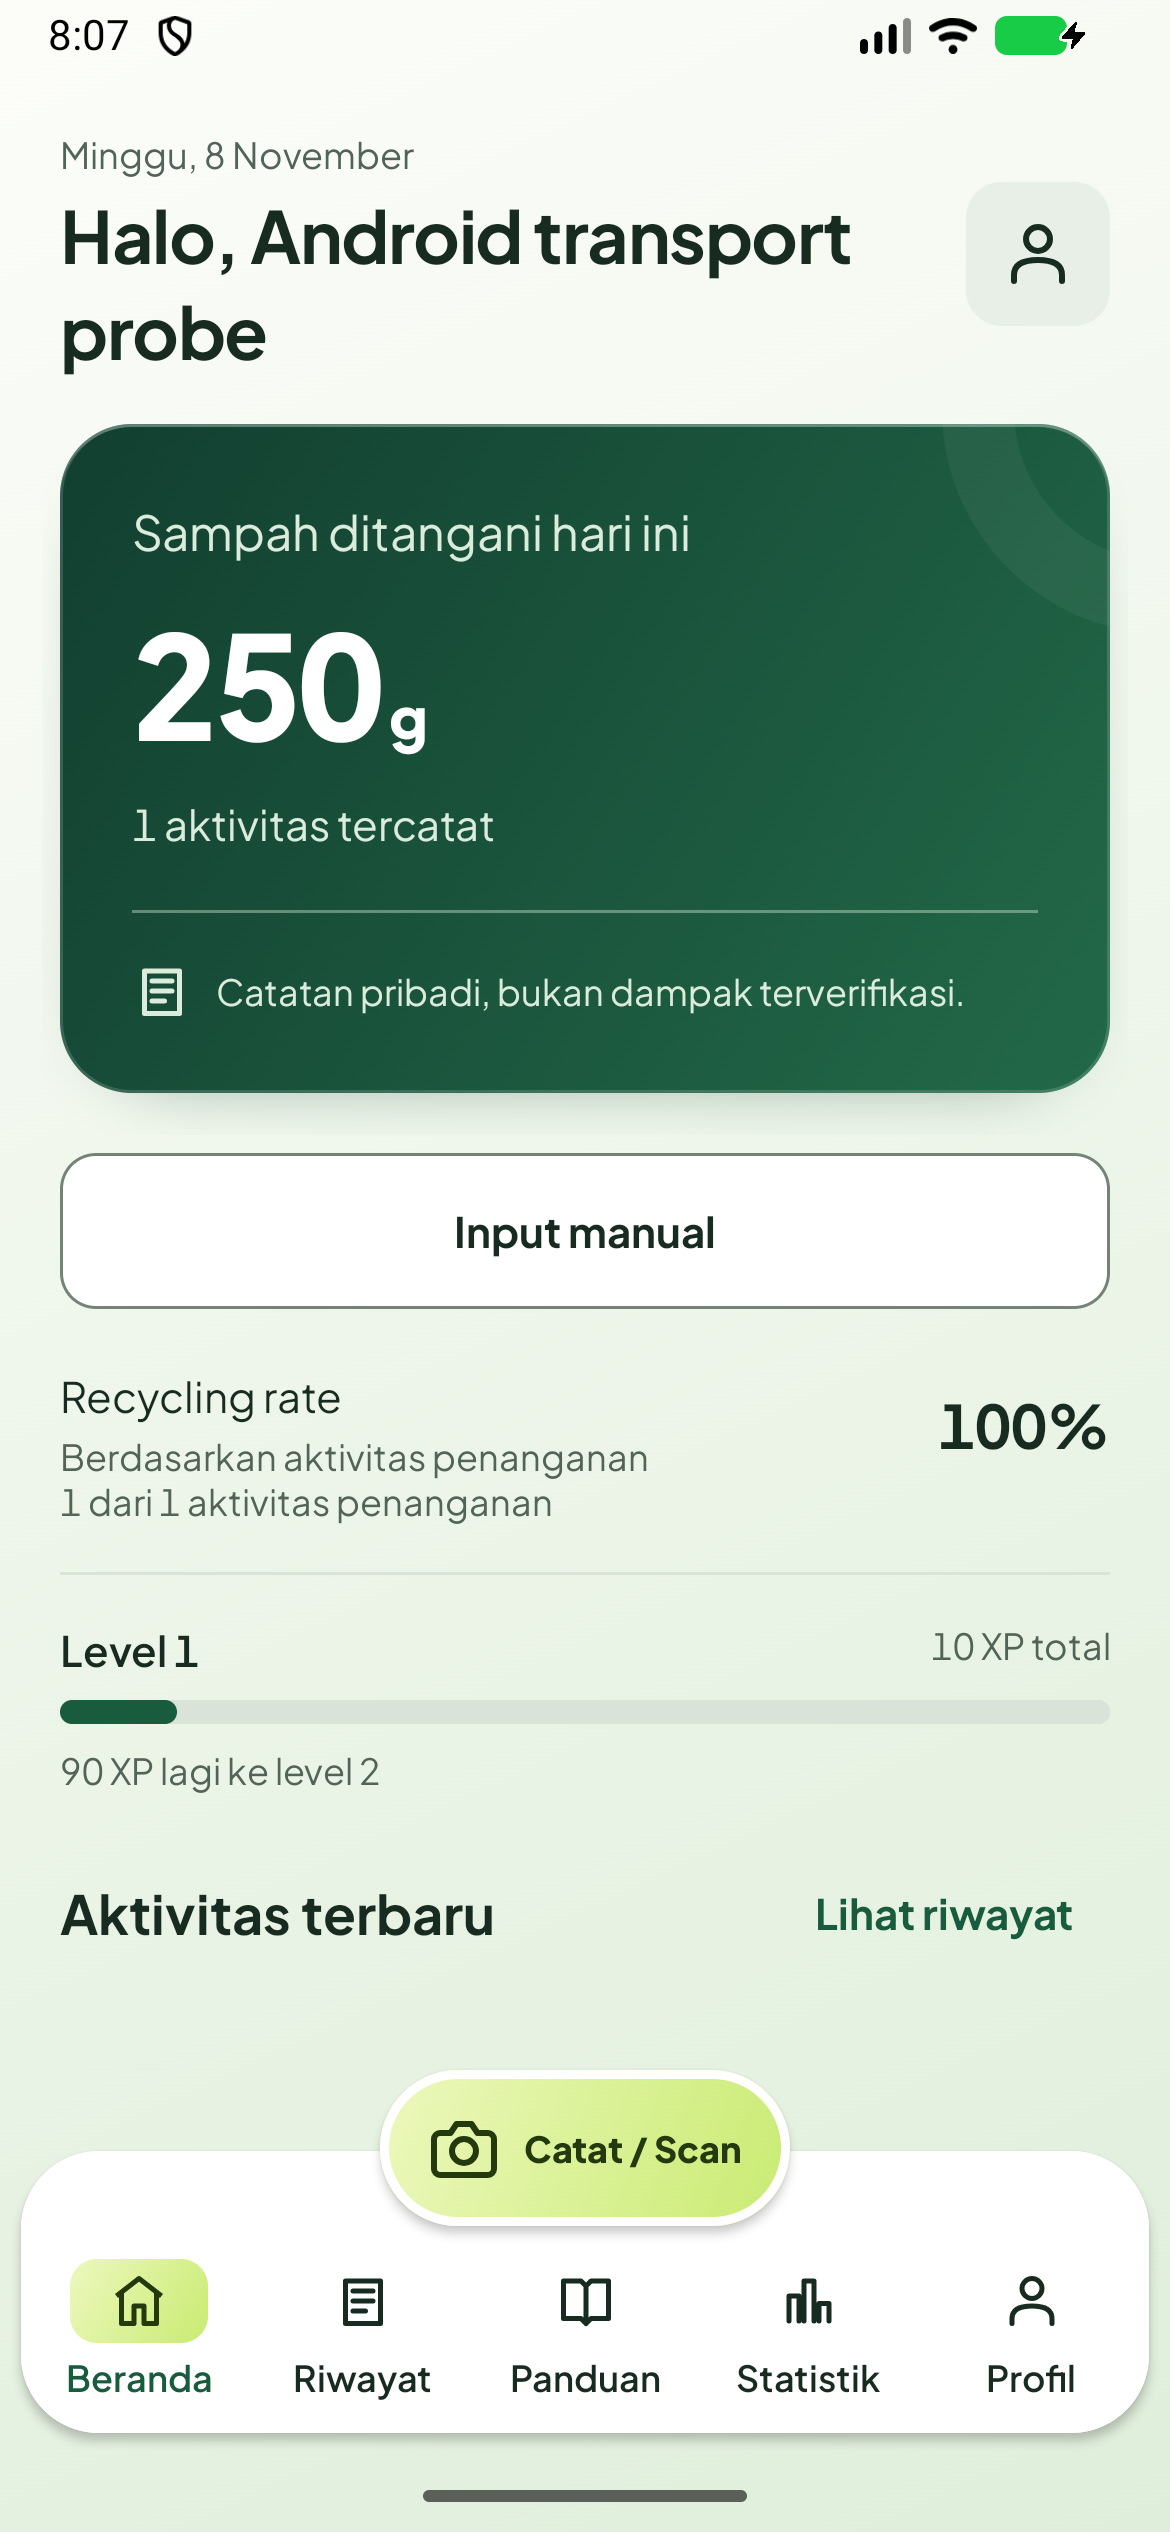 8:07
Minggu, 8 November
Halo, Android transport
probe
Sampah ditangani hari ini
250 g
1 aktivitas tercatat
Catatan pribadi, bukan dampak terverifikasi.
Input manual
Recycling rate
100%
Berdasarkan aktivitas penanganan
1 dari 1 aktivitas penanganan
Level 1
10 XP total
90 XP lagi ke level 2
Aktivitas terbaru
Lihat riwayat
Catat / Scan
Beranda
Riwayat
Panduan
Statistik
Profil